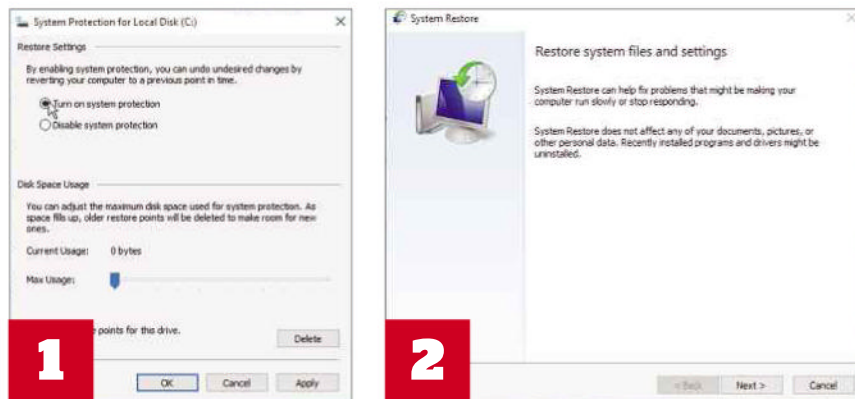 System Protection for Local Disk (C:)
Restore Settings
By enabling system protection, you can undo undesired changes by
reverting your computer to a previous point in time.
Turn on system protection
Disable system protection
Disk Space Usage
You can adjust the maximum disk space used for system protection. As
space fills up, older restore points will be deleted to make room for new
ones.
Current Usage: 0 bytes
Max Usage:
points for this drive.
Delete
OK Cancel Apply
1
System Restore
Restore system files and settings
System Restore can help fix problems that might be making your
computer run slowly or stop responding.
System Restore does not affect any of your documents, pictures, or
other personal data. Recently installed programs and drivers might be
uninstalled.
< Back Next > Cancel
2